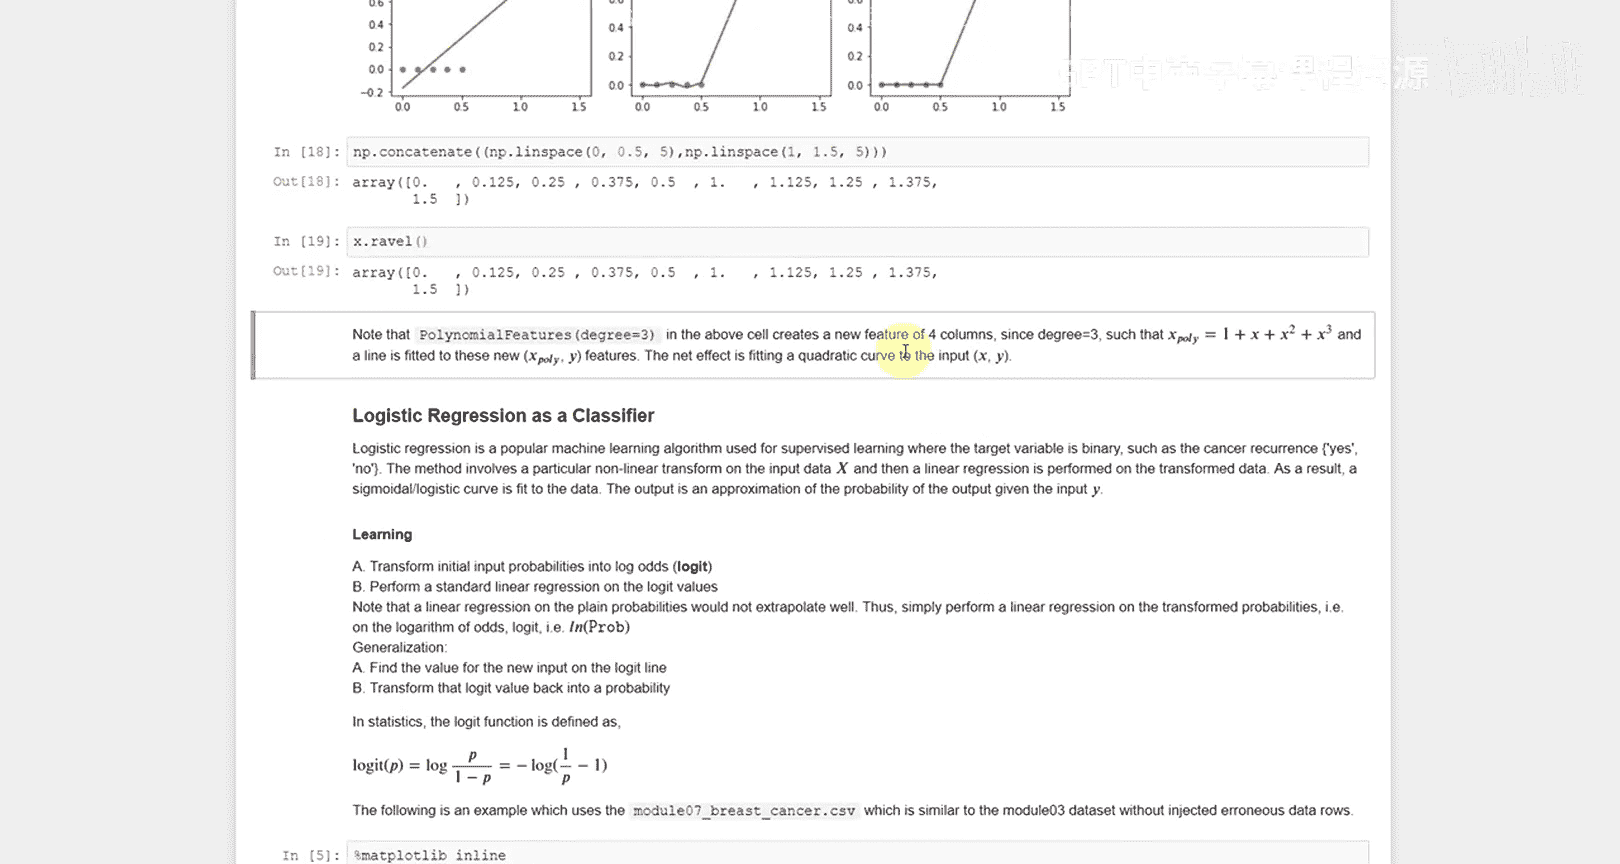 0.6
0.4
0.2
0.0
−0.2
0.0 0.5 1.0 1.5
0.4
0.2
0.0
0.0 0.5 1.0 1.5
0.4
0.2
0.0
0.0 0.5 1.0 1.5
In [18]: np.concatenate((np.linspace(0, 0.5, 5),np.linspace(1, 1.5, 5)))
Out[18]: array([0.   , 0.125, 0.25 , 0.375, 0.5  , 1.   , 1.125, 1.25 , 1.375,
1.5  ])
In [19]: x.ravel()
Out[19]: array([0.   , 0.125, 0.25 , 0.375, 0.5  , 1.   , 1.125, 1.25 , 1.375,
1.5  ])
Note that PolynomialFeatures(degree=3) in the above cell creates a new feature of 4 columns, since degree=3, such that x_poly = 1 + x + x² + x³ and
a line is fitted to these new (x_poly, y) features. The net effect is fitting a quadratic curve to the input (x, y).
Logistic Regression as a Classifier
Logistic regression is a popular machine learning algorithm used for supervised learning where the target variable is binary, such as the cancer recurrence {'yes',
'no'}. The method involves a particular non-linear transform on the input data X and then a linear regression is performed on the transformed data. As a result, a
sigmoidal/logistic curve is fit to the data. The output is an approximation of the probability of the output given the input y.
Learning
A. Transform initial input probabilities into log odds (logit)
B. Perform a standard linear regression on the logit values
Note that a linear regression on the plain probabilities would not extrapolate well. Thus, simply perform a linear regression on the transformed probabilities, i.e.
on the logarithm of odds, logit, i.e. ln(Prob)
Generalization:
A. Find the value for the new input on the logit line
B. Transform that logit value back into a probability
In statistics, the logit function is defined as,
logit(p) = log p/(1 − p) = − log(1/p − 1)
The following is an example which uses the module07_breast_cancer.csv which is similar to the module03 dataset without injected erroneous data rows.
In [5]: %matplotlib inline